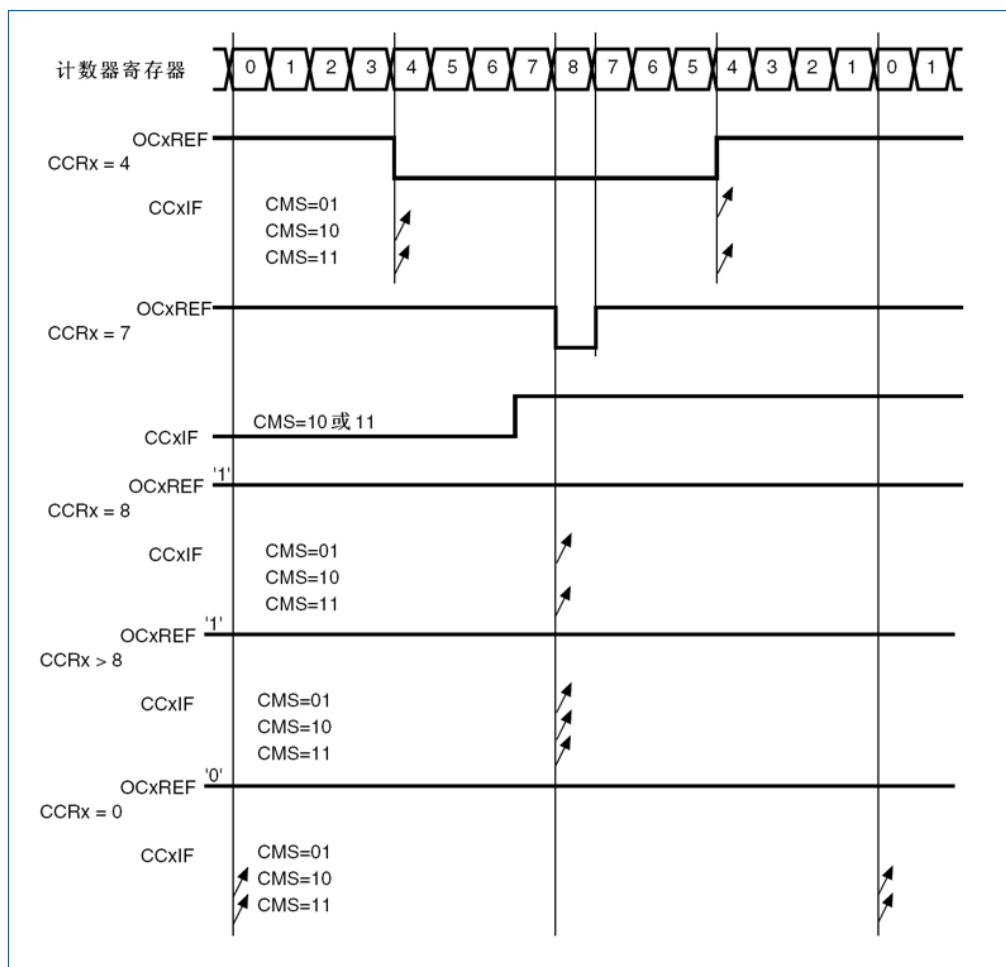 计数器寄存器 0 1 2 3 4 5 6 7 8 7 6 5 4 3 2 1 0 1
OCxREF
CCRx = 4
CCxIF CMS=01
CMS=10
CMS=11
OCxREF
CCRx = 7
CMS=10 或 11
CCxIF
'1'
OCxREF
CCRx = 8
CCxIF CMS=01
CMS=10
CMS=11
'1'
OCxREF
CCRx > 8
CCxIF CMS=01
CMS=10
CMS=11
'0'
OCxREF
CCRx = 0
CCxIF CMS=01
CMS=10
CMS=11